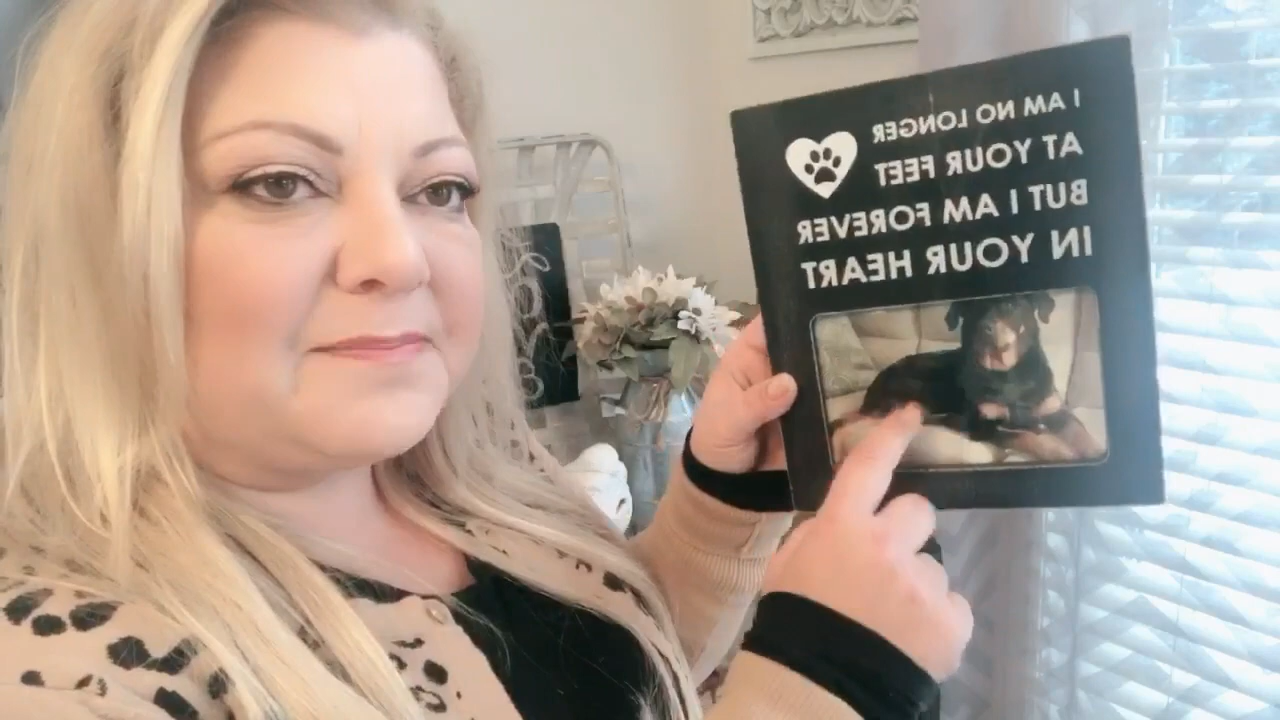 I AM NO LONGER
AT YOUR FEET
BUT I AM FOREVER
IN YOUR HEART